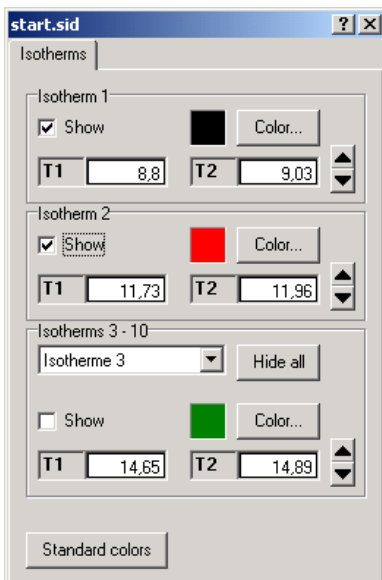 start.sid
Isotherms
Isotherm 1
Show Color...
T1 8,8 T2 9,03
Isotherm 2
Show Color...
T1 11,73 T2 11,96
Isotherms 3 - 10
Isotherme 3 Hide all
Show Color...
T1 14,65 T2 14,89
Standard colors